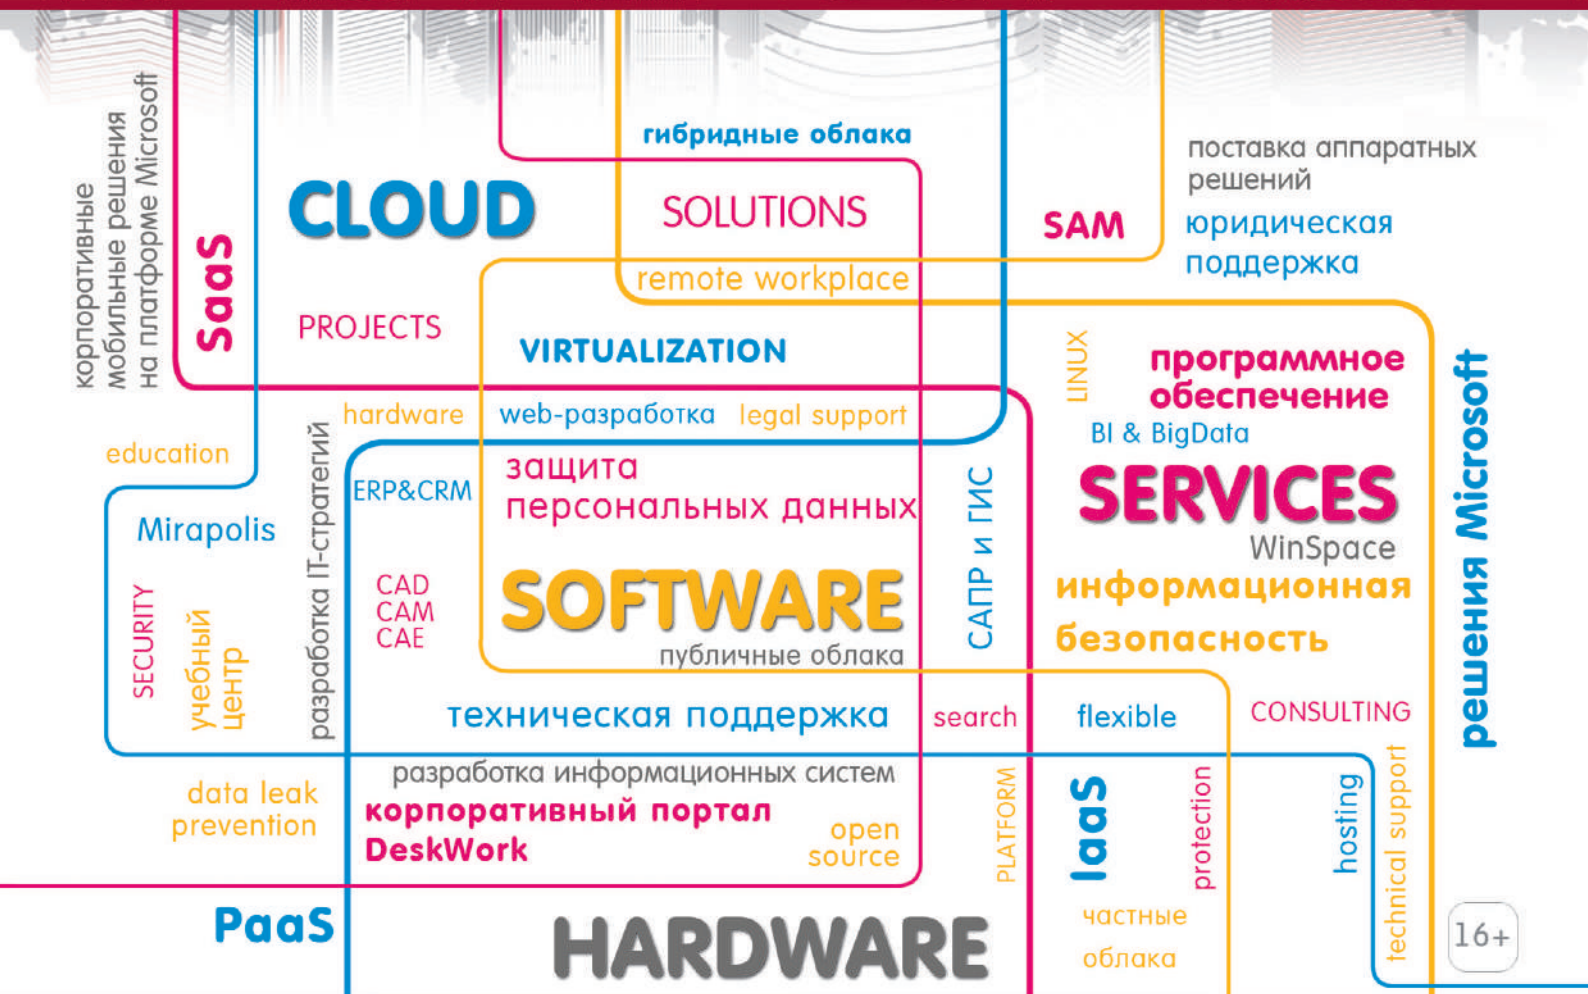 корпоративные
мобильные решения
на платформе Microsoft
SaaS
CLOUD
PROJECTS
гибридные облака
SOLUTIONS
remote workplace
VIRTUALIZATION
SAM
поставка аппаратных
решений
юридическая
поддержка
LINUX
программное
обеспечение
BI & BigData
SERVICES
WinSpace
информационная
безопасность
решения Microsoft
hardware
web-разработка
legal support
education
разработка IT-стратегий
ERP&CRM
защита
персональных данных
САПР и ГИС
Mirapolis
SECURITY
учебный
центр
CAD
CAM
CAE
SOFTWARE
публичные облака
техническая поддержка
search
flexible
CONSULTING
data leak
prevention
разработка информационных систем
корпоративный портал
DeskWork
open
source
PLATFORM
IaaS
protection
hosting
technical support
PaaS
HARDWARE
частные
облака
16+